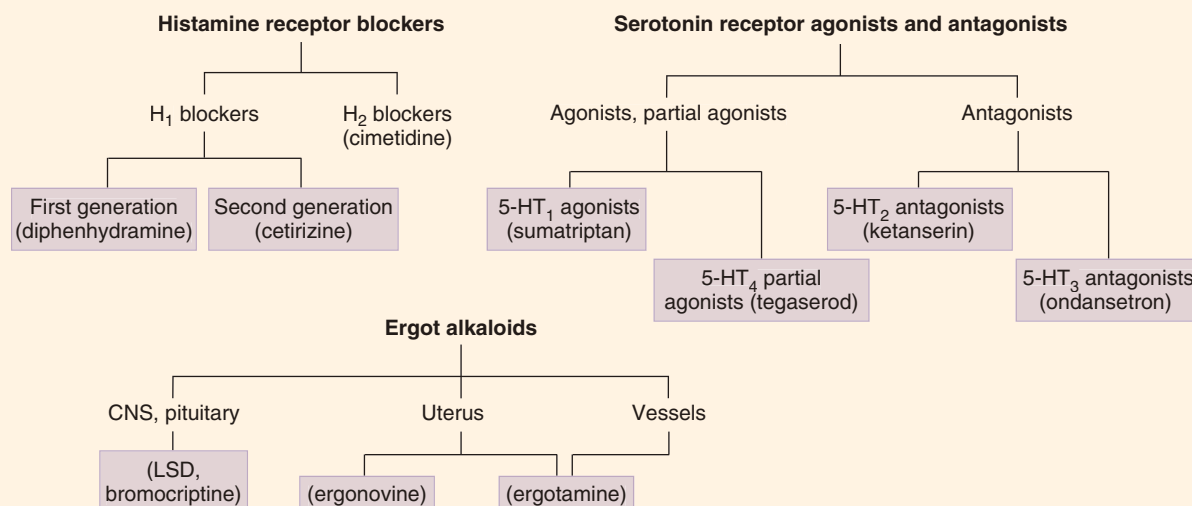 Histamine receptor blockers
H₁ blockers
H₂ blockers
(cimetidine)
First generation
(diphenhydramine)
Second generation
(cetirizine)
Serotonin receptor agonists and antagonists
Agonists, partial agonists
Antagonists
5-HT₁ agonists
(sumatriptan)
5-HT₄ partial
agonists (tegaserod)
5-HT₂ antagonists
(ketanserin)
5-HT₃ antagonists
(ondansetron)
Ergot alkaloids
CNS, pituitary
Uterus
Vessels
(LSD,
bromocriptine)
(ergonovine)
(ergotamine)